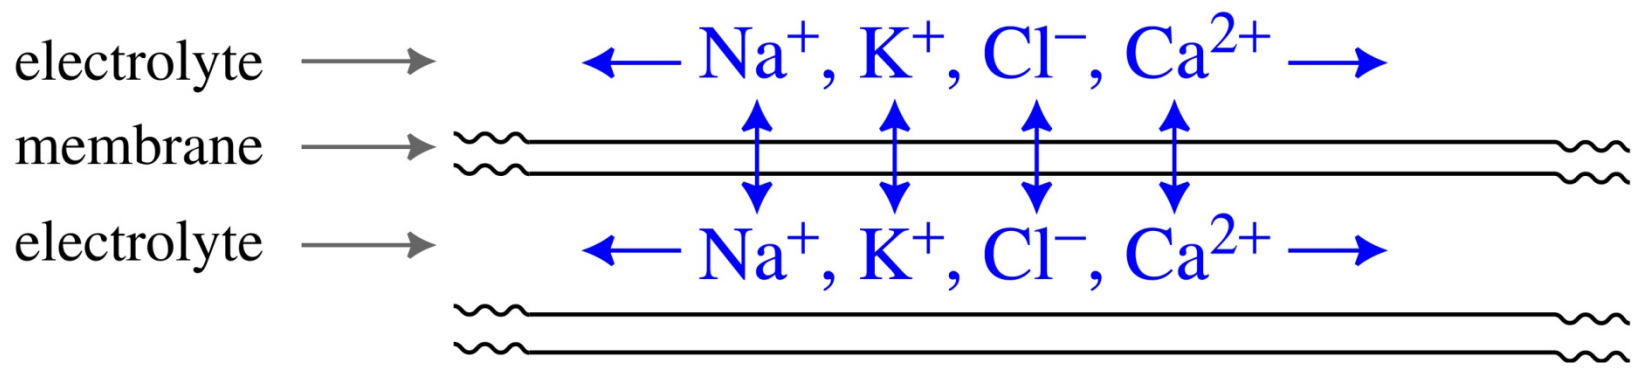 electrolyte Na⁺, K⁺, Cl⁻, Ca²⁺
membrane
electrolyte Na⁺, K⁺, Cl⁻, Ca²⁺